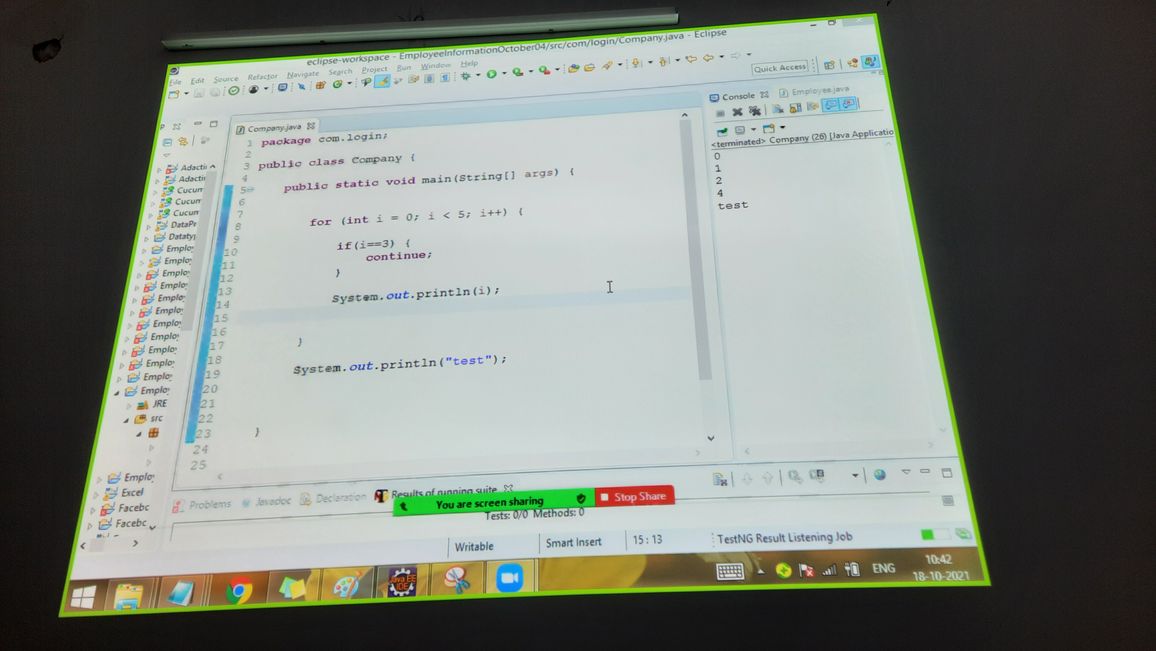 eclipse-workspace - EmployeeInformationOctober04/src/com/login/Company.java - Eclipse
File Edit Source Refactor Navigate Search Project Run Window Help
Quick Access
Company.java
1 package com.login;
2
3 public class Company {
4
5 public static void main(String[] args) {
6
7
8 for (int i = 0; i < 5; i++) {
9
10 if(i==3) {
11 continue;
12 }
13
14 System.out.println(i);
15
16
17 }
18
19 System.out.println("test");
20
21
22
23 }
24
25
Adactin
Adactin
Cucum
Cucum
Cucum
DataPr
Datatyp
Employ
Employ
Employ
Employ
Employ
Employ
Employ
Employ
Employ
Employ
Employ
Employ
JRE
src
Employ
Excel
Facebc
Facebc
Console Employee.java
<terminated> Company (26) [Java Applicatio
0
1
2
4
test
Problems Javadoc Declaration Results of running suite
You are screen sharing Stop Share
Tests: 0/0 Methods: 0
Writable Smart Insert 15 : 13 TestNG Result Listening Job
Java EE
IDE
ENG
10:42
18-10-2021